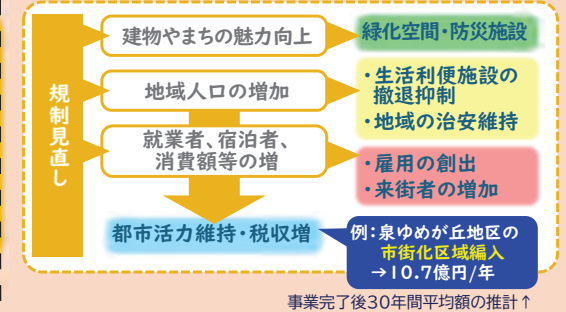 規制見直し
建物やまちの魅力向上
緑化空間・防災施設
地域人口の増加
・生活利便施設の
撤退抑制
・地域の治安維持
就業者、宿泊者、
消費額等の増
・雇用の創出
・来街者の増加
都市活力維持・税収増
例：泉ゆめが丘地区の
市街化区域編入
→10.7億円/年
事業完了後30年間平均額の推計↑